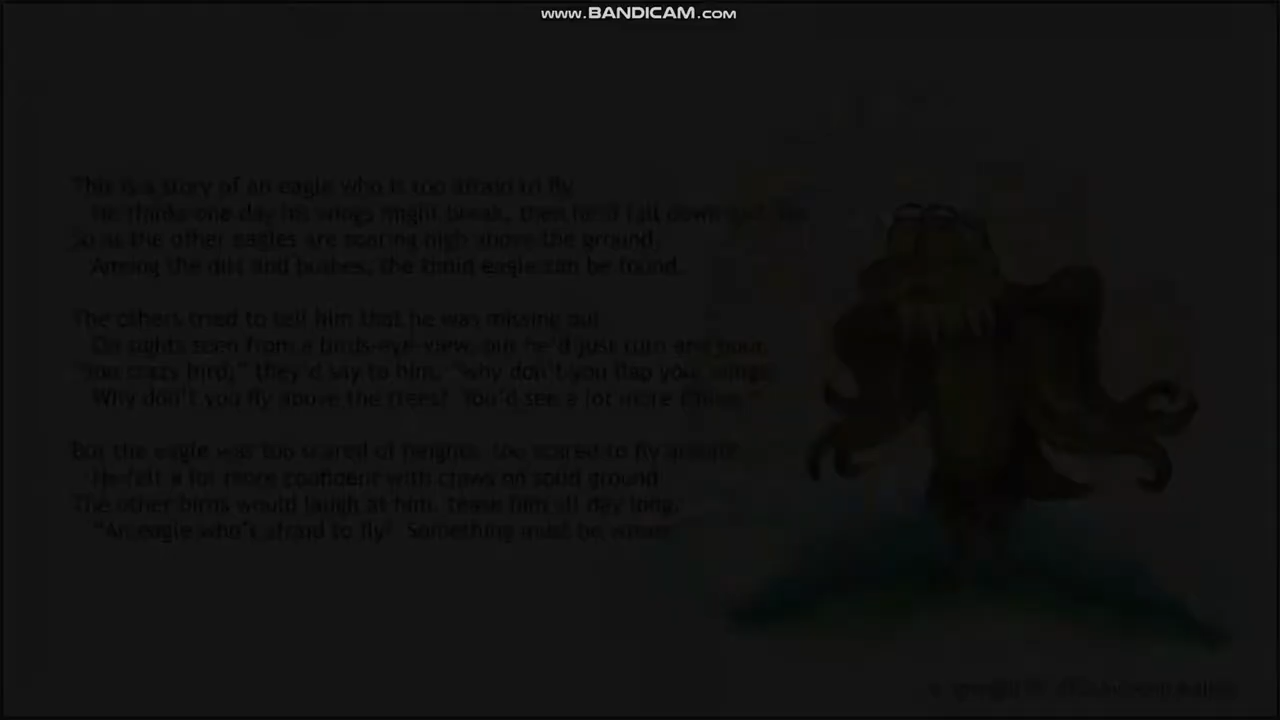 www.BANDICAM.com
This is a story of an eagle who is too afraid to fly
He thinks one day his wings might break, then he'll fall down and
So as the other eagles are soaring high above the ground,
Among the dirt and bushes, the timid eagle can be found.
The others tried to tell him that he was missing out
On sights seen from a birds-eye-view, but he'd just turn and pout.
"You crazy bird," they'd say to him, "why don't you flap your wings?
Why don't you fly above the trees? You'd see a lot more things."
But the eagle was too scared of heights, too scared to fly around.
He felt a lot more confident with claws on solid ground
The other birds would laugh at him, tease him all day long,
"An eagle who's afraid to fly? Something must be wrong